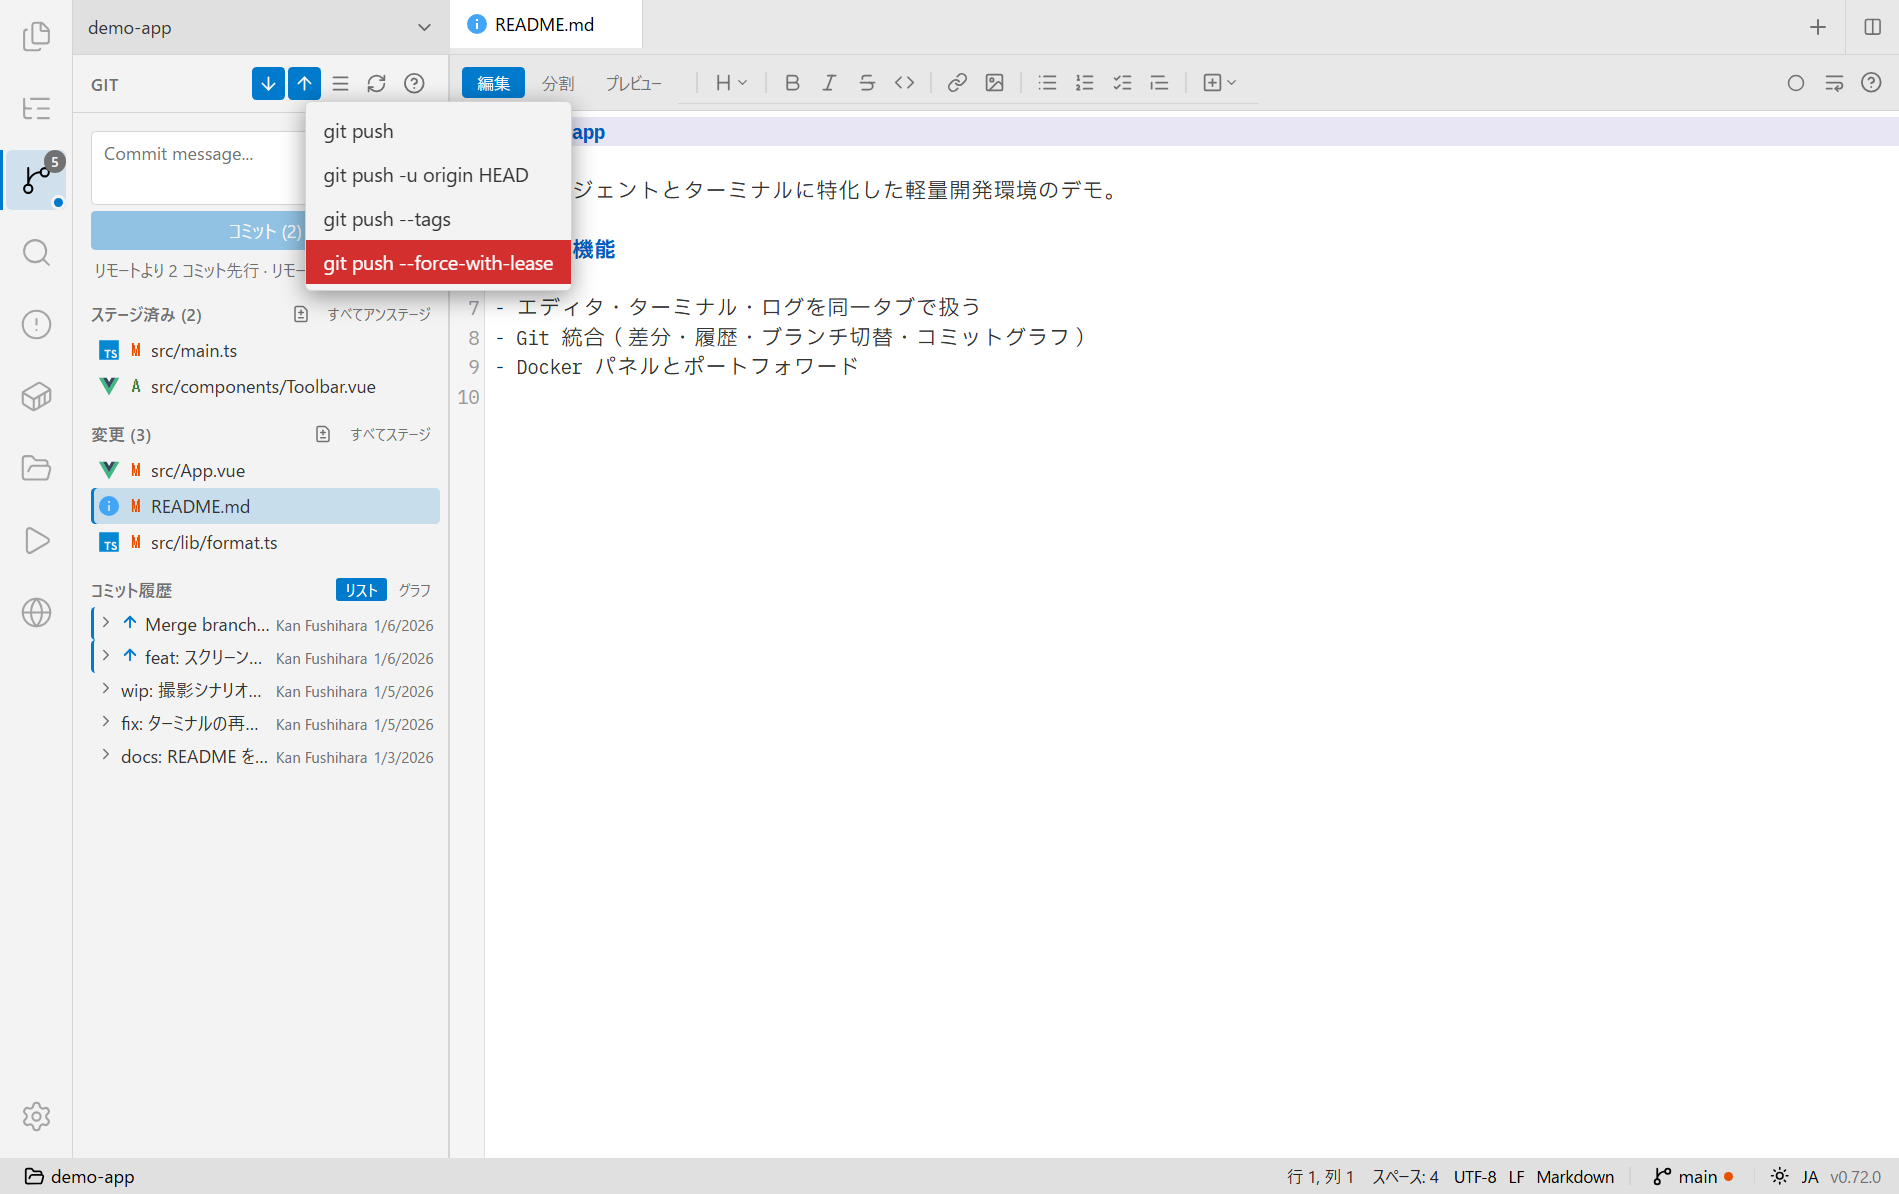 demo-app
README.md
GIT
編集
分割
プレビュー
git push
git push -u origin HEAD
git push --tags
git push --force-with-lease
5
Commit message...
コミット (2)
リモートより 2 コミット先行 · リモー
ステージ済み (2)
すべてアンステージ
TS M src/main.ts
A src/components/Toolbar.vue
変更 (3)
すべてステージ
M src/App.vue
M README.md
TS M src/lib/format.ts
コミット履歴
リスト
グラフ
Merge branch... Kan Fushihara 1/6/2026
feat: スクリーン... Kan Fushihara 1/6/2026
wip: 撮影シナリオ... Kan Fushihara 1/5/2026
fix: ターミナルの再... Kan Fushihara 1/5/2026
docs: README を... Kan Fushihara 1/3/2026
app
ジェントとターミナルに特化した軽量開発環境のデモ。
機能
7 - エディタ・ターミナル・ログを同一タブで扱う
8 - Git 統合（差分・履歴・ブランチ切替・コミットグラフ）
9 - Docker パネルとポートフォワード
10
demo-app
行 1, 列 1 スペース: 4 UTF-8 LF Markdown main JA v0.72.0